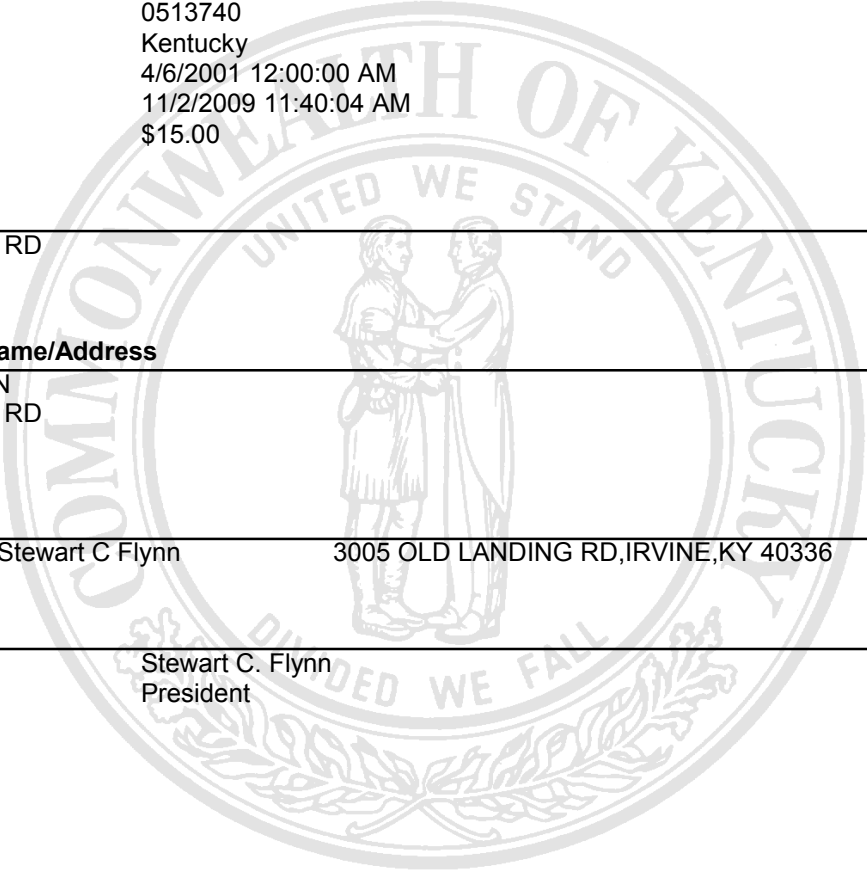 0513740
Kentucky
4/6/2001 12:00:00 AM
11/2/2009 11:40:04 AM
$15.00
COMMONWEALTH OF KENTUCKY
UNITED WE STAND
RD
ame/Address
N
RD
Stewart C Flynn 3005 OLD LANDING RD,IRVINE,KY 40336
Stewart C. Flynn
President
DIVIDED WE FALL